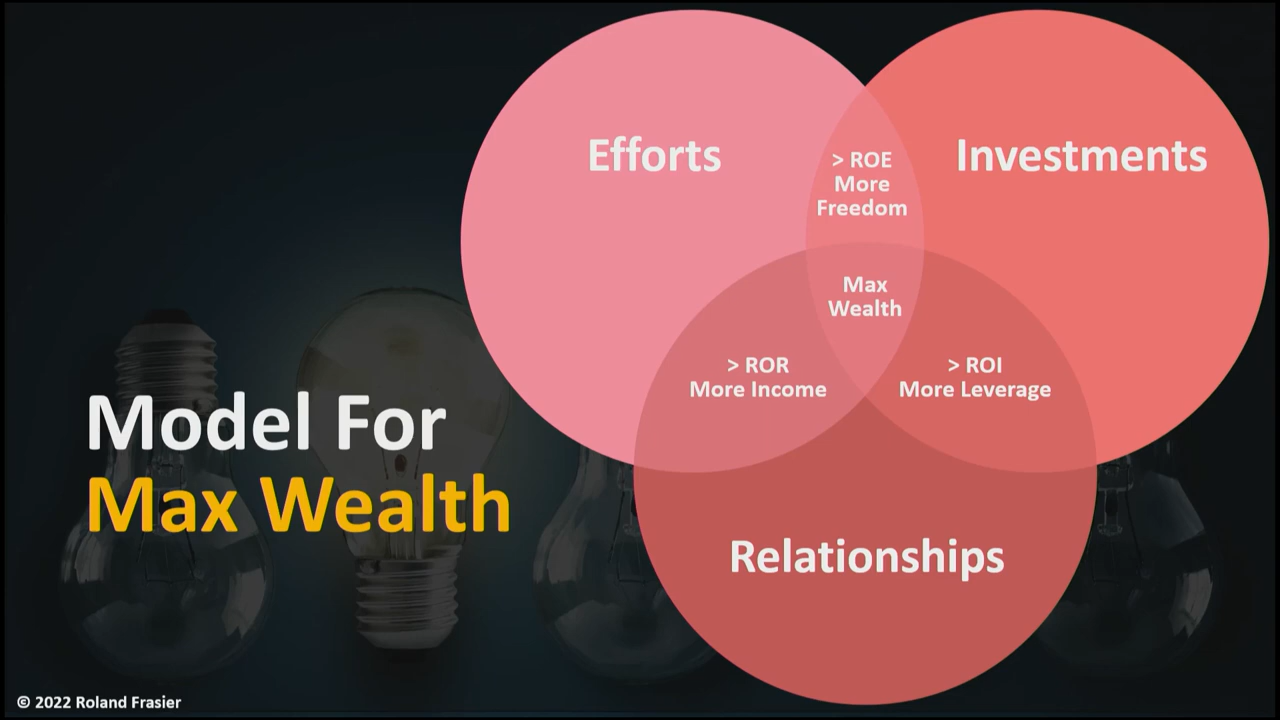 Efforts
Investments
> ROE
More
Freedom
Max
Wealth
> ROR
More Income
> ROI
More Leverage
Relationships
Model For
Max Wealth
© 2022 Roland Frasier